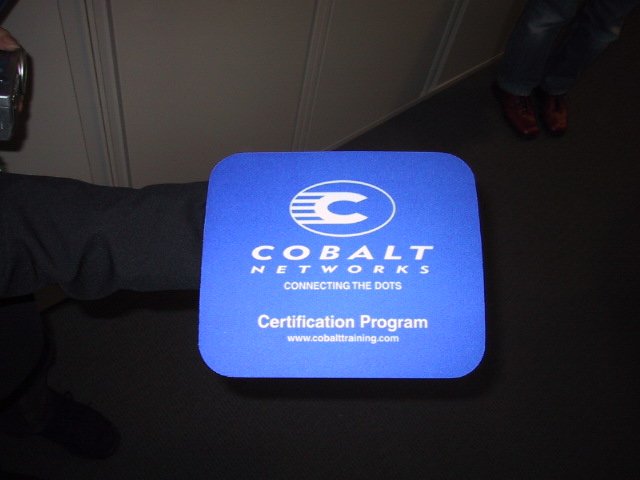 C
COBALT
NETWORKS
CONNECTING THE DOTS
Certification Program
www.cobalttraining.com